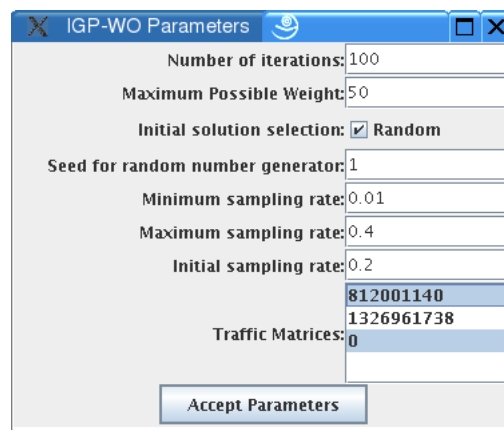 IGP-WO Parameters
Number of iterations: 100
Maximum Possible Weight: 50
Initial solution selection: Random
Seed for random number generator: 1
Minimum sampling rate: 0.01
Maximum sampling rate: 0.4
Initial sampling rate: 0.2
812001140
1326961738
Traffic Matrices: 0
Accept Parameters